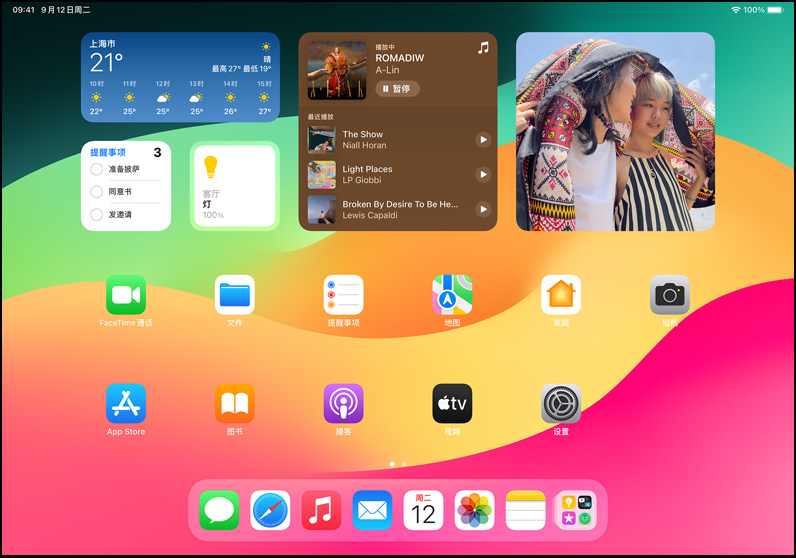 09:41 9月12日周二
100%
上海市
21°
晴
最高27° 最低19°
10时 11时 12时 13时 14时 15时
22° 25° 25° 25° 26° 27°
播放中
ROMADIW
A-Lin
暂停
最近播放
The Show
Niall Horan
Light Places
LP Giobbi
Broken By Desire To Be He...
Lewis Capaldi
提醒事项 3
准备披萨
同意书
发邀请
客厅
灯
100%
FaceTime通话 文件 提醒事项 地图 家庭 相机
App Store 图书 播客 视频 设置
tv
周二
12